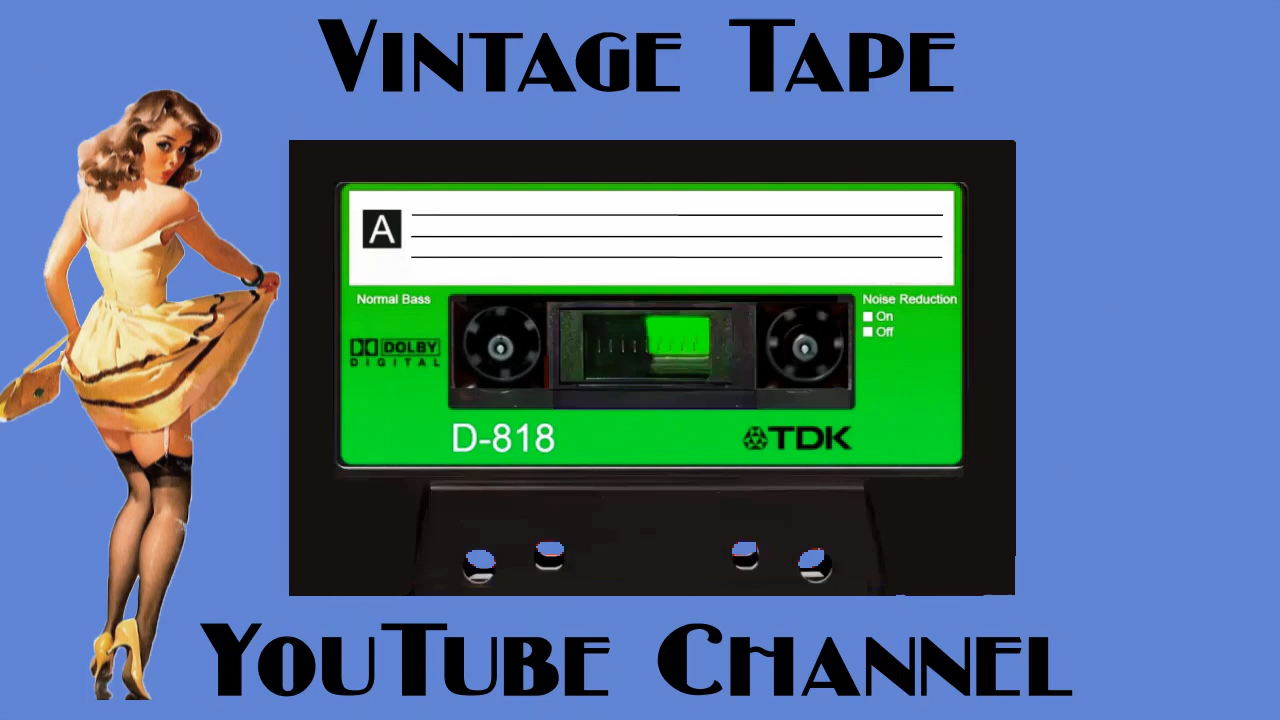 VINTAGE TAPE
A
Normal Bass
Noise Reduction
On
Off
DOLBY
DIGITAL
D-818
TDK
YOUTUBE CHANNEL